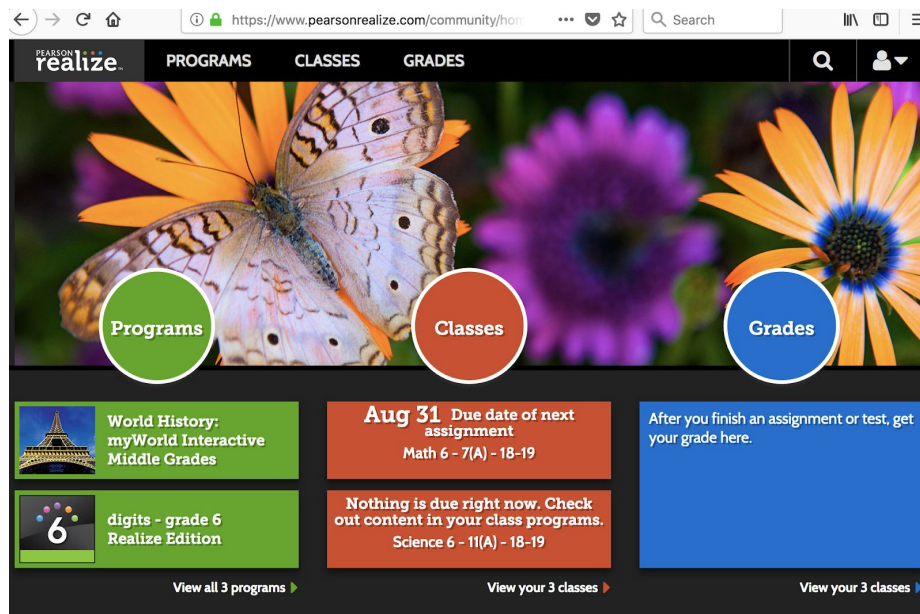 https://www.pearsonrealize.com/community/hom
Search
PEARSON
realize™
PROGRAMS
CLASSES
GRADES
Programs
Classes
Grades
World History:
myWorld Interactive
Middle Grades
6
digits - grade 6
Realize Edition
View all 3 programs
Aug 31 Due date of next
assignment
Math 6 - 7(A) - 18-19
Nothing is due right now. Check
out content in your class programs.
Science 6 - 11(A) - 18-19
View your 3 classes
After you finish an assignment or test, get
your grade here.
View your 3 classes